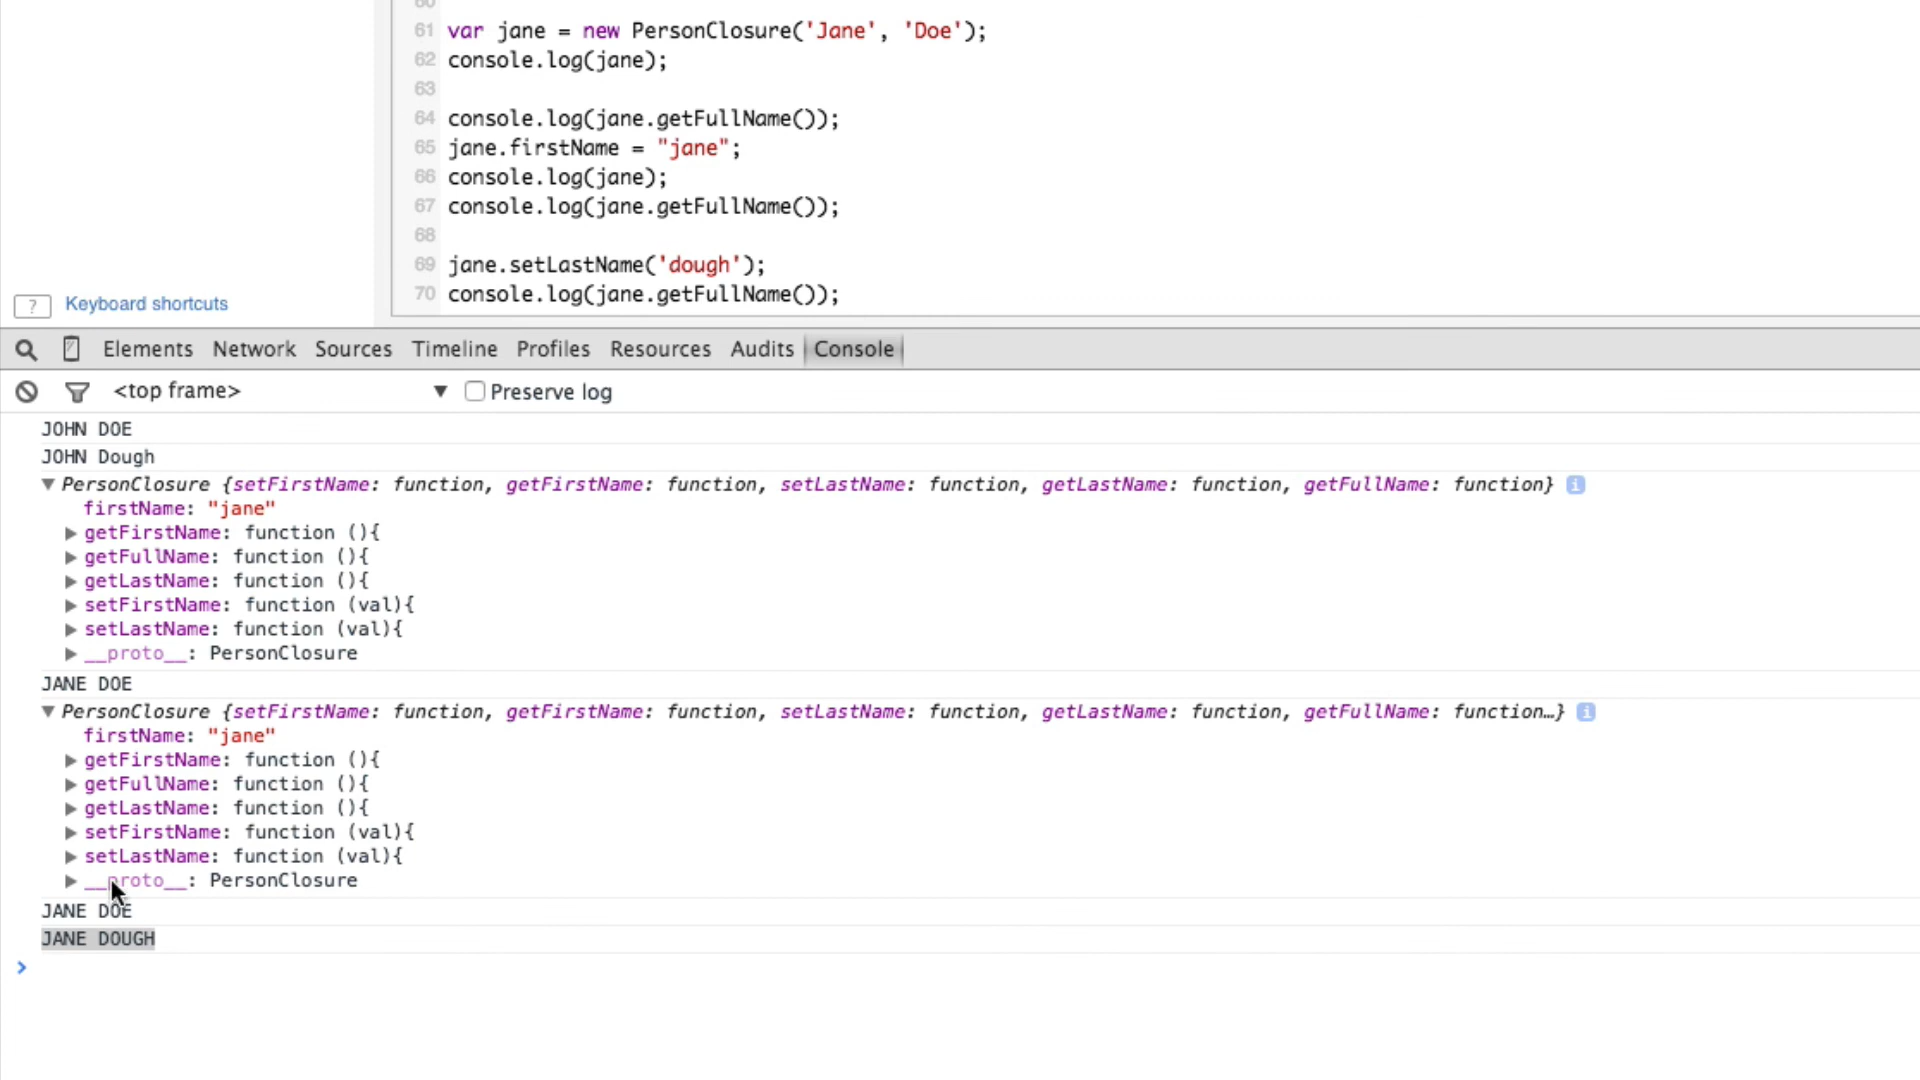 60
61 var jane = new PersonClosure('Jane', 'Doe');
62 console.log(jane);
63
64 console.log(jane.getFullName());
65 jane.firstName = "jane";
66 console.log(jane);
67 console.log(jane.getFullName());
68
69 jane.setLastName('dough');
70 console.log(jane.getFullName());
? Keyboard shortcuts
Elements Network Sources Timeline Profiles Resources Audits Console
<top frame> ▼ Preserve log
JOHN DOE
JOHN Dough
▼ PersonClosure {setFirstName: function, getFirstName: function, setLastName: function, getLastName: function, getFullName: function} i
firstName: "jane"
▶ getFirstName: function (){
▶ getFullName: function (){
▶ getLastName: function (){
▶ setFirstName: function (val){
▶ setLastName: function (val){
▶ __proto__: PersonClosure
JANE DOE
▼ PersonClosure {setFirstName: function, getFirstName: function, setLastName: function, getLastName: function, getFullName: function…} i
firstName: "jane"
▶ getFirstName: function (){
▶ getFullName: function (){
▶ getLastName: function (){
▶ setFirstName: function (val){
▶ setLastName: function (val){
▶ __proto__: PersonClosure
JANE DOE
JANE DOUGH
>